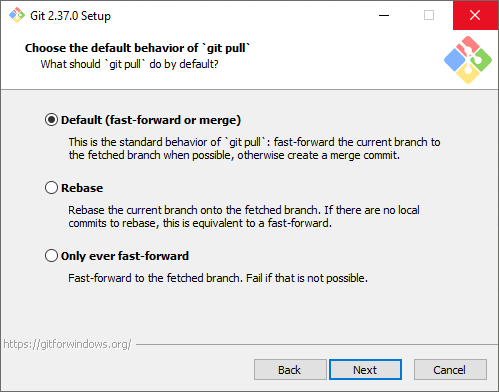 Git 2.37.0 Setup
Choose the default behavior of `git pull`
What should `git pull` do by default?
Default (fast-forward or merge)
This is the standard behavior of `git pull`: fast-forward the current branch to
the fetched branch when possible, otherwise create a merge commit.
Rebase
Rebase the current branch onto the fetched branch. If there are no local
commits to rebase, this is equivalent to a fast-forward.
Only ever fast-forward
Fast-forward to the fetched branch. Fail if that is not possible.
https://gitforwindows.org/
Back
Next
Cancel